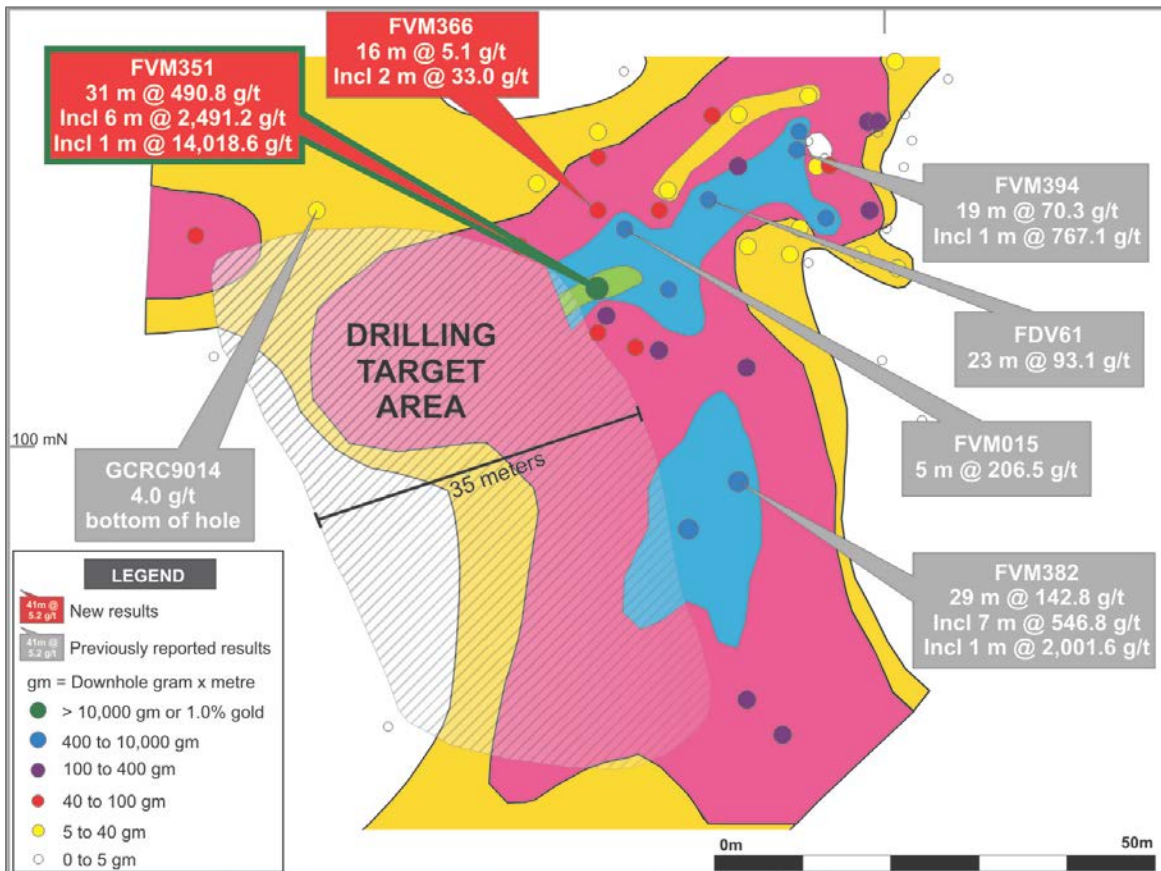 FVM366
16 m @ 5.1 g/t
Incl 2 m @ 33.0 g/t
FVM351
31 m @ 490.8 g/t
Incl 6 m @ 2,491.2 g/t
Incl 1 m @ 14,018.6 g/t
FVM394
19 m @ 70.3 g/t
Incl 1 m @ 767.1 g/t
FDV61
23 m @ 93.1 g/t
DRILLING
TARGET
AREA
FVM015
5 m @ 206.5 g/t
100 mN
35 meters
GCRC9014
4.0 g/t
bottom of hole
FVM382
29 m @ 142.8 g/t
Incl 7 m @ 546.8 g/t
Incl 1 m @ 2,001.6 g/t
LEGEND
41m @
5.2 g/t
New results
41m @
5.2 g/t
Previously reported results
gm = Downhole gram x metre
> 10,000 gm or 1.0% gold
400 to 10,000 gm
100 to 400 gm
40 to 100 gm
5 to 40 gm
0 to 5 gm
0m
50m